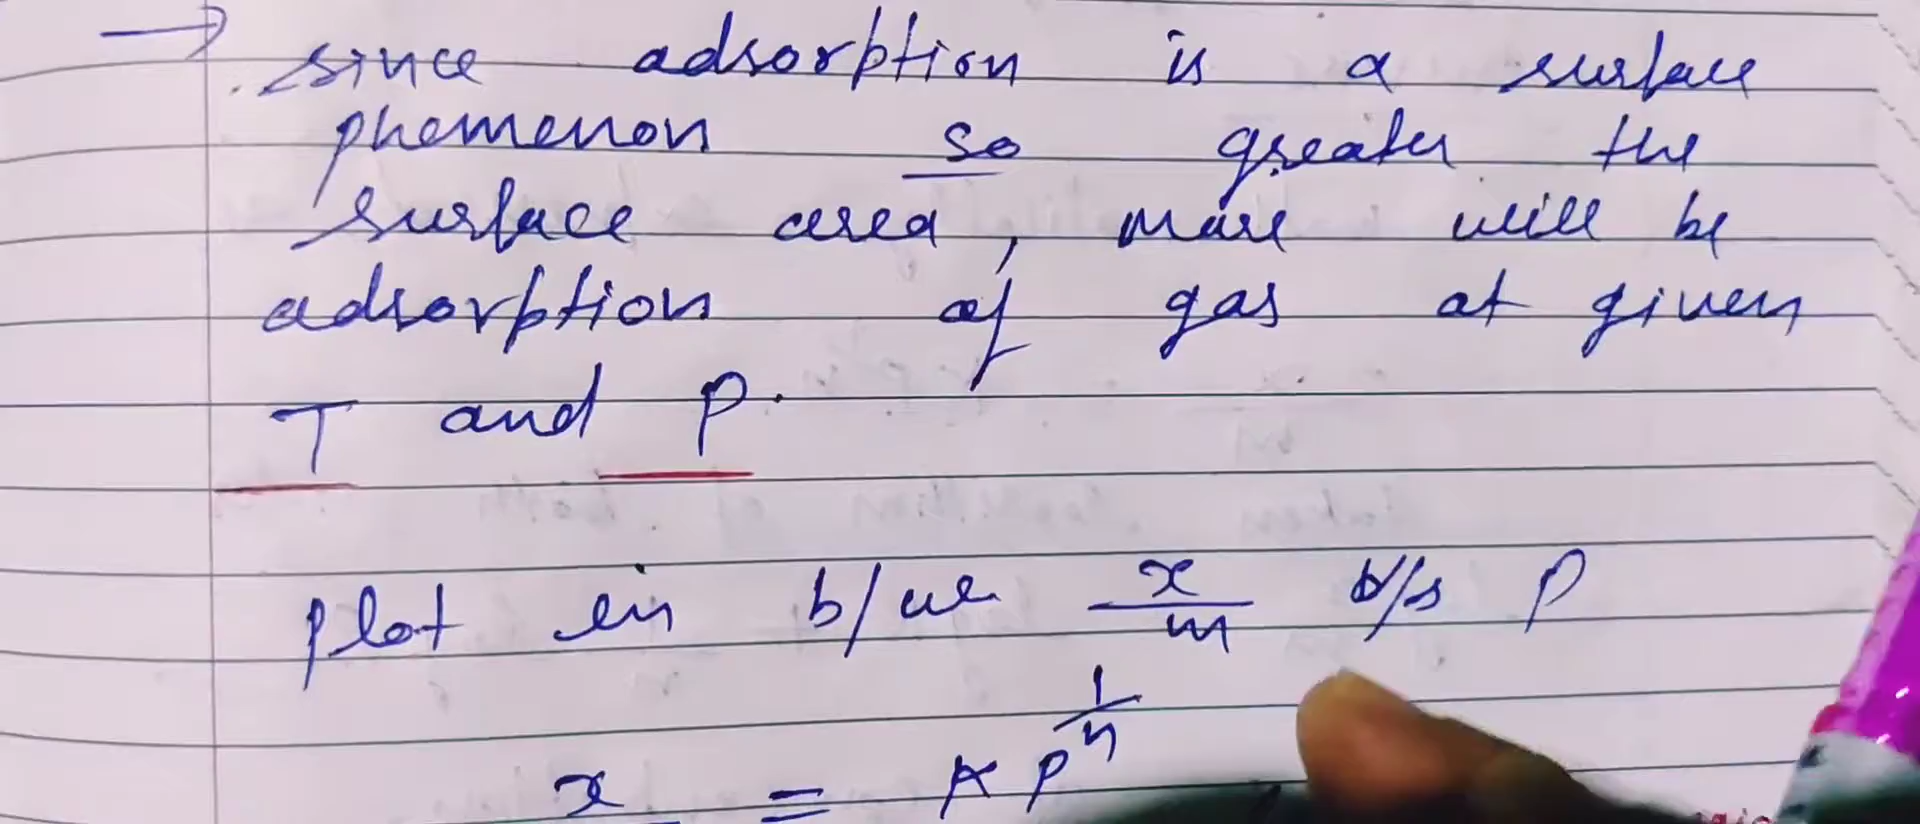 → since adsorption is a surface
phemenon so greater the
surface area, more will be
adsorption of gas at given
T and P.
plot in b/w x/m v/s P
x = K P^1/n